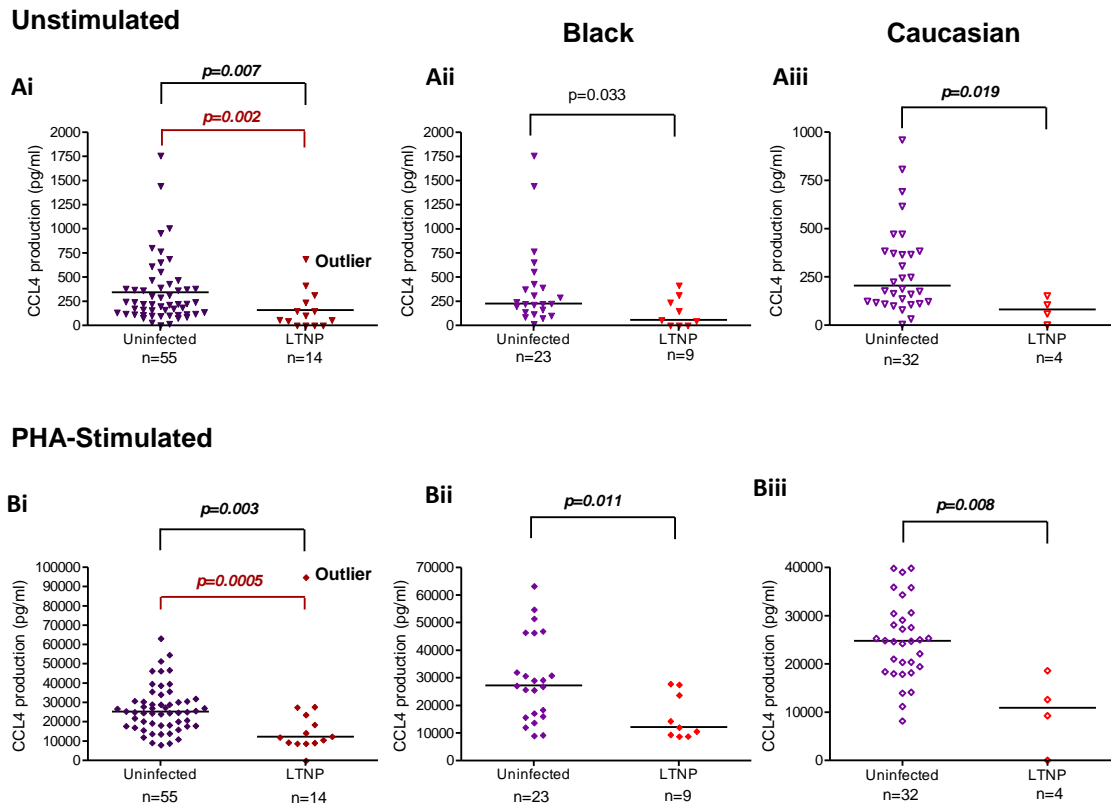 Unstimulated
Black
Caucasian
Ai
p=0.007
p=0.002
2000
1750
1500
1250
1000
750
500
250
0
CCL4 production (pg/ml)
Outlier
Uninfected
LTNP
n=55
n=14
Aii
p=0.033
2000
1750
1500
1250
1000
750
500
250
0
CCL4 production (pg/ml)
Uninfected
LTNP
n=23
n=9
Aiii
p=0.019
1000
750
500
250
0
CCL4 production (pg/ml)
Uninfected
LTNP
n=32
n=4
PHA-Stimulated
Bi
p=0.003
p=0.0005
100000
90000
80000
70000
60000
50000
40000
30000
20000
10000
0
CCL4 production (pg/ml)
Outlier
Uninfected
LTNP
n=55
n=14
Bii
p=0.011
70000
60000
50000
40000
30000
20000
10000
0
CCL4 production (pg/ml)
Uninfected
LTNP
n=23
n=9
Biii
p=0.008
40000
30000
20000
10000
0
CCL4 production (pg/ml)
Uninfected
LTNP
n=32
n=4